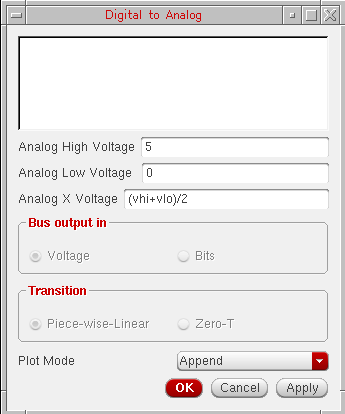 Digital to Analog
Analog High Voltage 5
Analog Low Voltage 0
Analog X Voltage (vhi+vlo)/2
Bus output in
Voltage Bits
Transition
Piece-wise-Linear Zero-T
Plot Mode Append
OK Cancel Apply